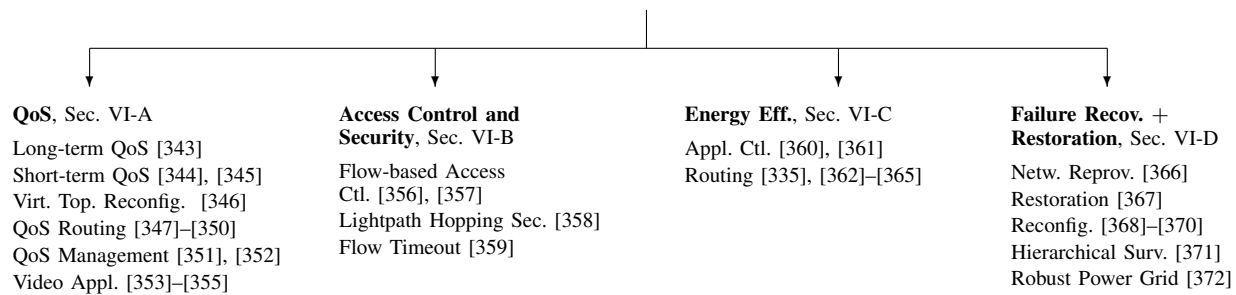 QoS, Sec. VI-A
Long-term QoS [343]
Short-term QoS [344], [345]
Virt. Top. Reconfig. [346]
QoS Routing [347]–[350]
QoS Management [351], [352]
Video Appl. [353]–[355]
Access Control and
Security, Sec. VI-B
Flow-based Access
Ctl. [356], [357]
Lightpath Hopping Sec. [358]
Flow Timeout [359]
Energy Eff., Sec. VI-C
Appl. Ctl. [360], [361]
Routing [335], [362]–[365]
Failure Recov. +
Restoration, Sec. VI-D
Netw. Reprov. [366]
Restoration [367]
Reconfig. [368]–[370]
Hierarchical Surv. [371]
Robust Power Grid [372]